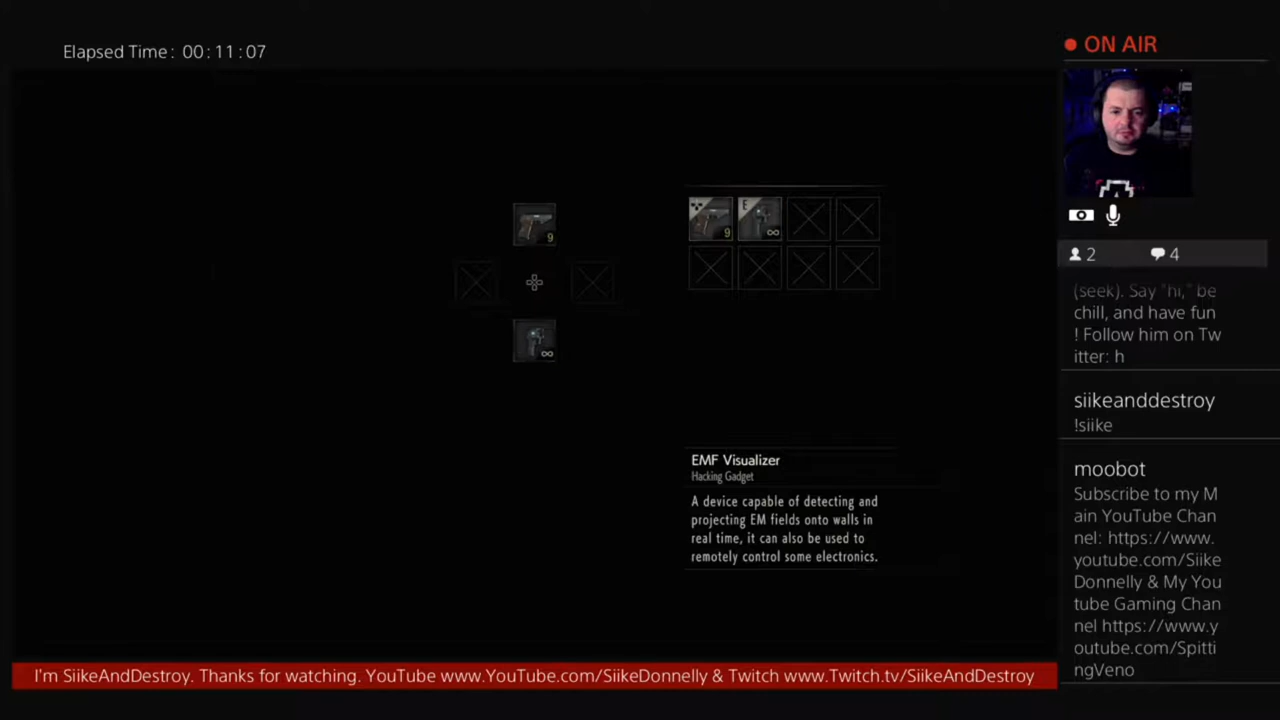 Elapsed Time: 00:11:07
ON AIR
2
4
9
9
E
∞
∞
(seek). Say "hi," be
chill, and have fun
! Follow him on Tw
itter: h
siikeanddestroy
!siike
moobot
Subscribe to my M
ain YouTube Chan
nel: https://www.
youtube.com/Siike
Donnelly & My You
tube Gaming Chan
nel https://www.y
outube.com/Spitti
ngVeno
EMF Visualizer
Hacking Gadget
A device capable of detecting and
projecting EM fields onto walls in
real time, it can also be used to
remotely control some electronics.
I'm SiikeAndDestroy. Thanks for watching. YouTube www.YouTube.com/SiikeDonnelly & Twitch www.Twitch.tv/SiikeAndDestroy